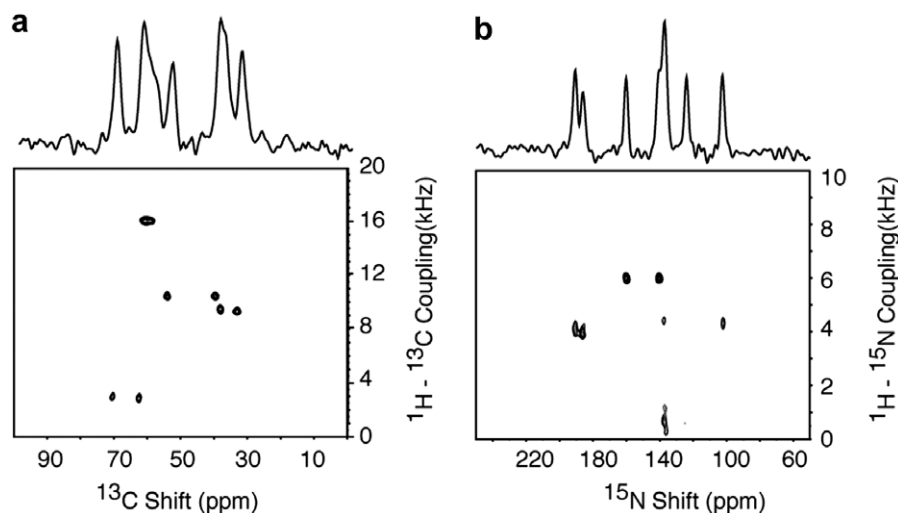 a
20
16
12
8
4
0
¹H - ¹³C Coupling(kHz)
90 70 50 30 10
¹³C Shift (ppm)
b
10
8
6
4
2
0
¹H - ¹⁵N Coupling(kHz)
220 180 140 100 60
¹⁵N Shift (ppm)